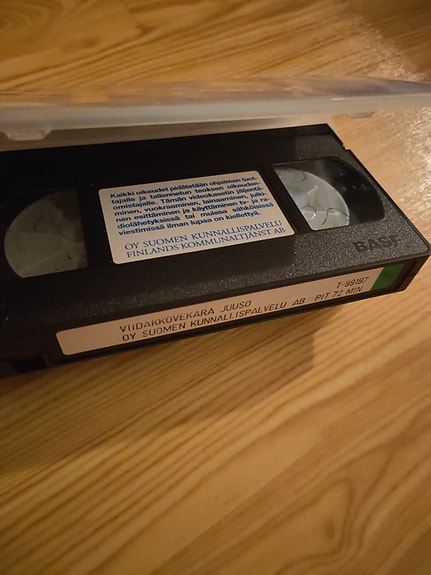 Kaikki oikeudet pidätetään ohjelman tuot-
tajalle ja tallennetun teoksen oikeuden-
omistajalle. Tämän videokasetin jäljentä-
minen, vuokraaminen, lainaaminen, julki-
nen esittäminen ja käyttäminen tv- ja ra-
diolähetyksissä tai muissa sähköisissä
viestimissä ilman lupaa on kiellettyä.
OY SUOMEN KUNNALLISPALVELU
FINLANDS KOMMUNALTJÄNST AB
BASF
T-99197
VIIDAKKOVEKARA JUUSO
OY SUOMEN KUNNALLISPALVELU AB PIT.72 MIN